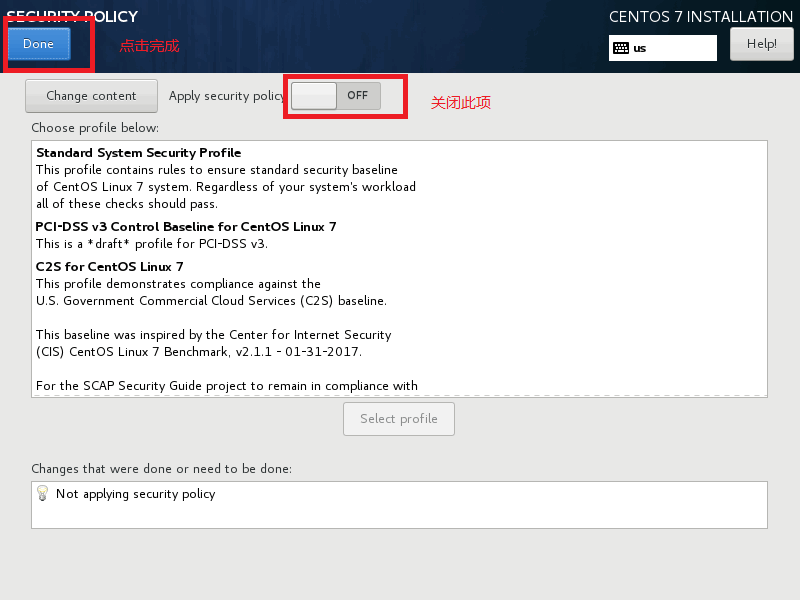 SECURITY POLICY
CENTOS 7 INSTALLATION
Done
点击完成
us
Help!
Change content
Apply security policy
OFF
关闭此项
Choose profile below:
Standard System Security Profile
This profile contains rules to ensure standard security baseline
of CentOS Linux 7 system. Regardless of your system's workload
all of these checks should pass.
PCI-DSS v3 Control Baseline for CentOS Linux 7
This is a *draft* profile for PCI-DSS v3.
C2S for CentOS Linux 7
This profile demonstrates compliance against the
U.S. Government Commercial Cloud Services (C2S) baseline.
This baseline was inspired by the Center for Internet Security
(CIS) CentOS Linux 7 Benchmark, v2.1.1 - 01-31-2017.
For the SCAP Security Guide project to remain in compliance with
Select profile
Changes that were done or need to be done:
Not applying security policy